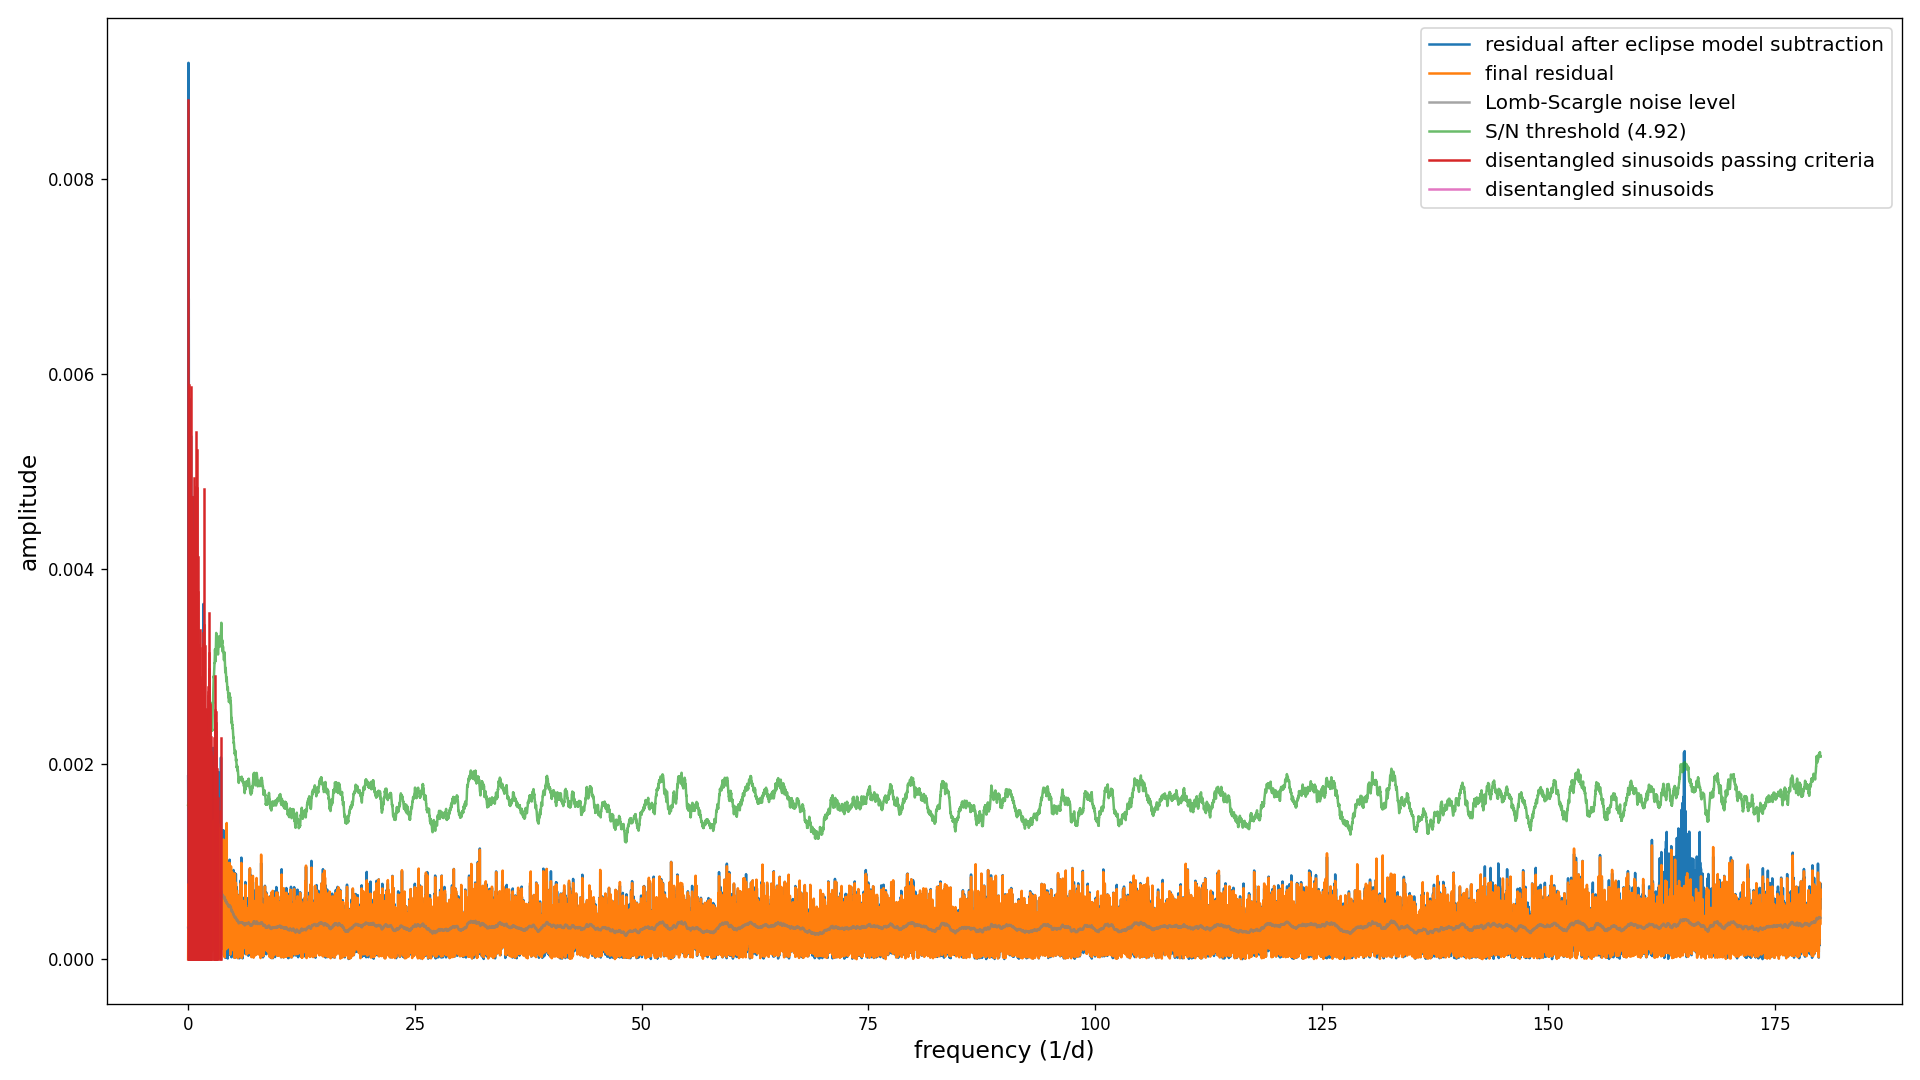 residual after eclipse model subtraction
final residual
Lomb-Scargle noise level
S/N threshold (4.92)
disentangled sinusoids passing criteria
disentangled sinusoids
0.008
0.006
0.004
0.002
0.000
amplitude
0 25 50 75 100 125 150 175
frequency (1/d)